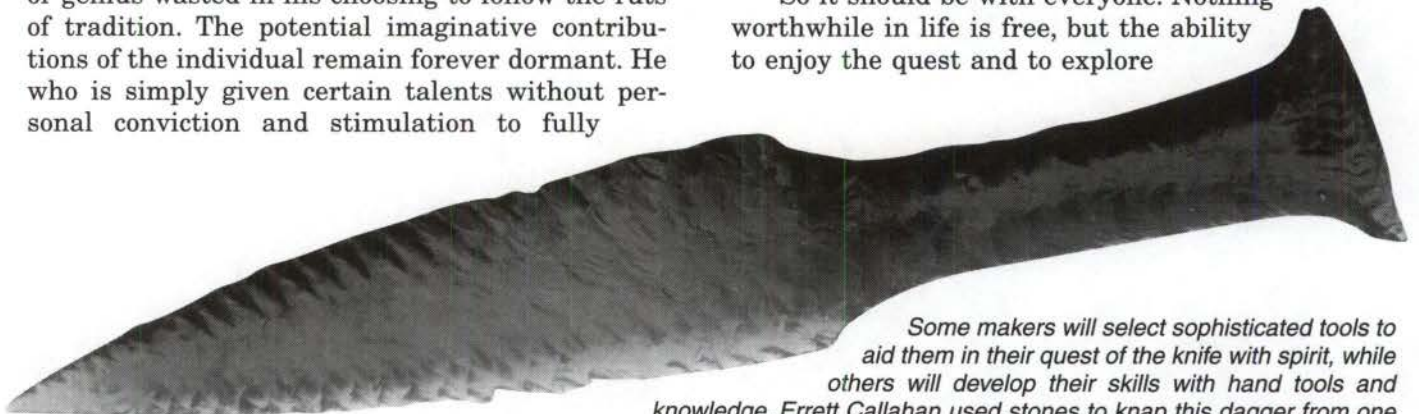 of genius wasted in his choosing to follow the ruts
of tradition. The potential imaginative contribu-
tions of the individual remain forever dormant. He
who is simply given certain talents without per-
sonal conviction and stimulation to fully
So it should be with everyone. Nothing
worthwhile in life is free, but the ability
to enjoy the quest and to explore
Some makers will select sophisticated tools to
aid them in their quest of the knife with spirit, while
others will develop their skills with hand tools and
knowledge. Errett Callahan used stones to knap this dagger from one